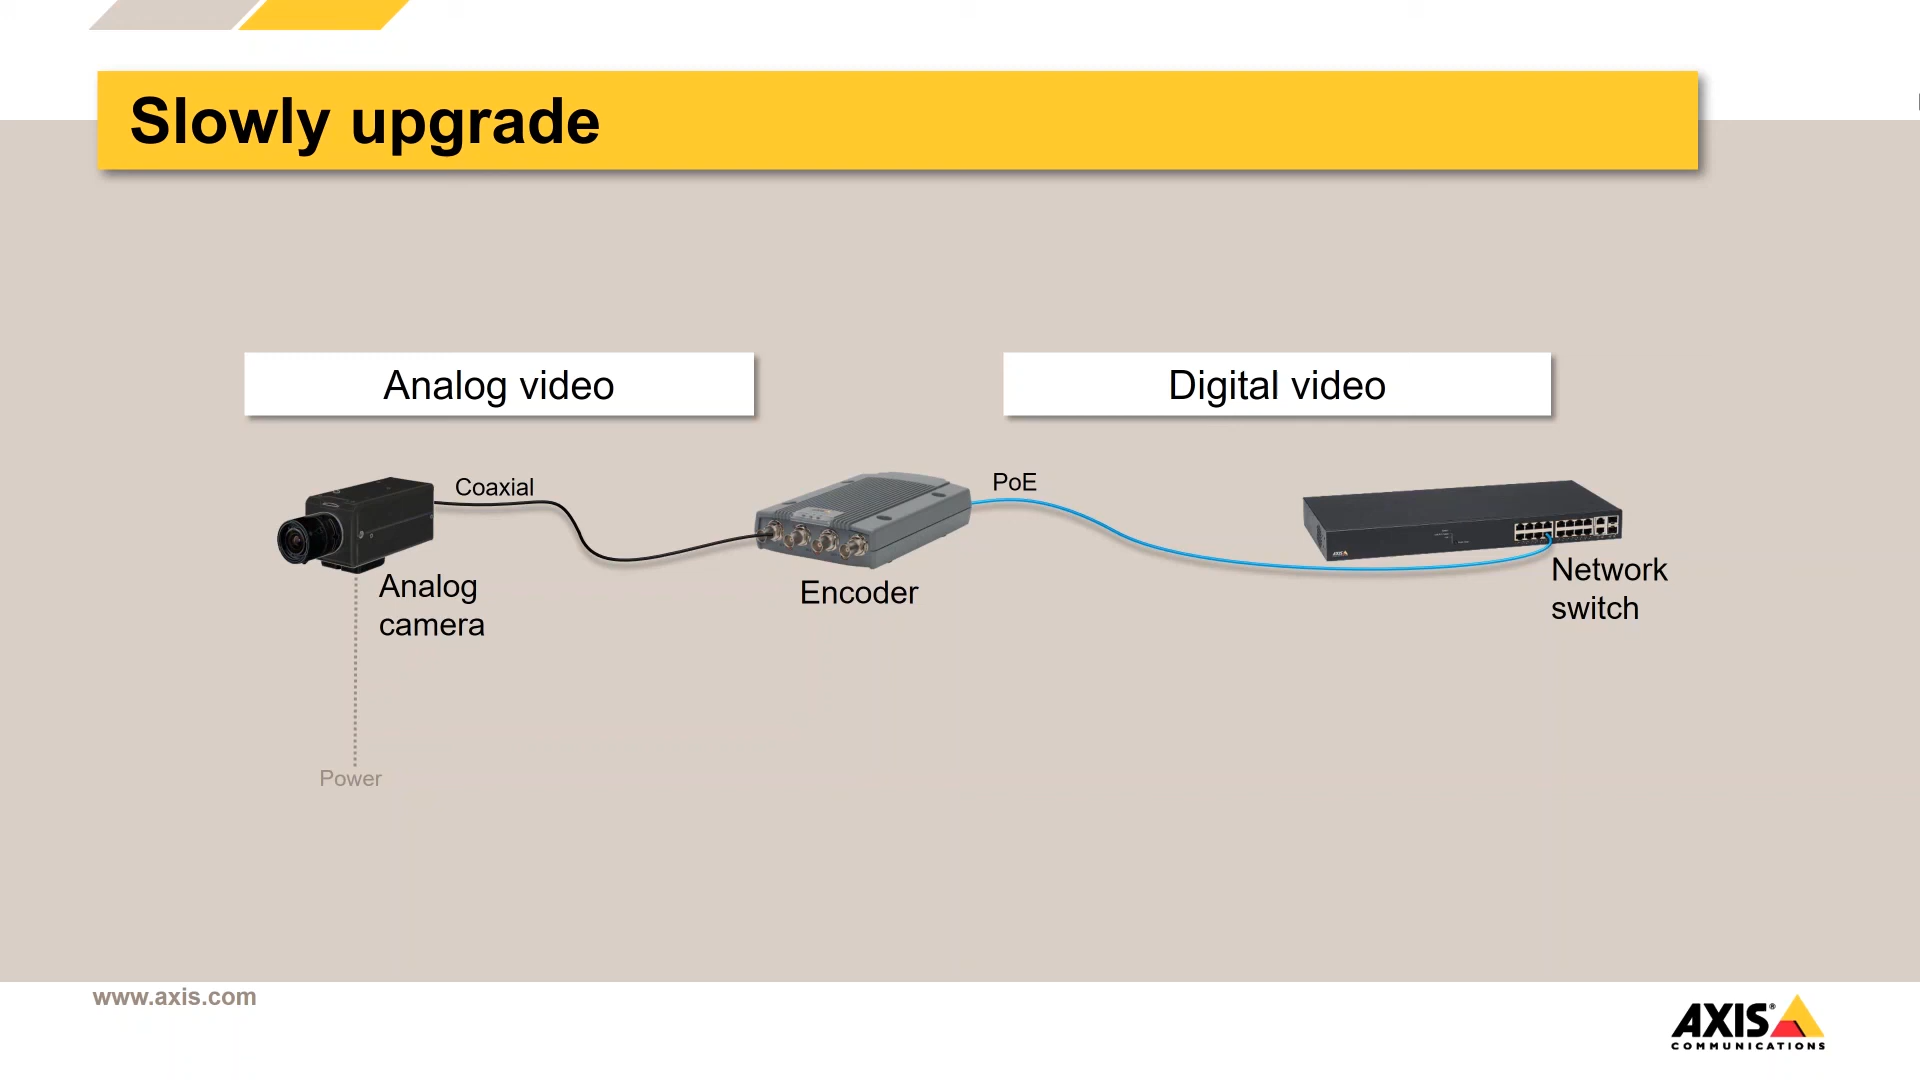 Slowly upgrade
Analog video
Digital video
Coaxial
PoE
Analog
camera
Encoder
AXIS
Network
switch
Power
www.axis.com
AXIS®
COMMUNICATIONS